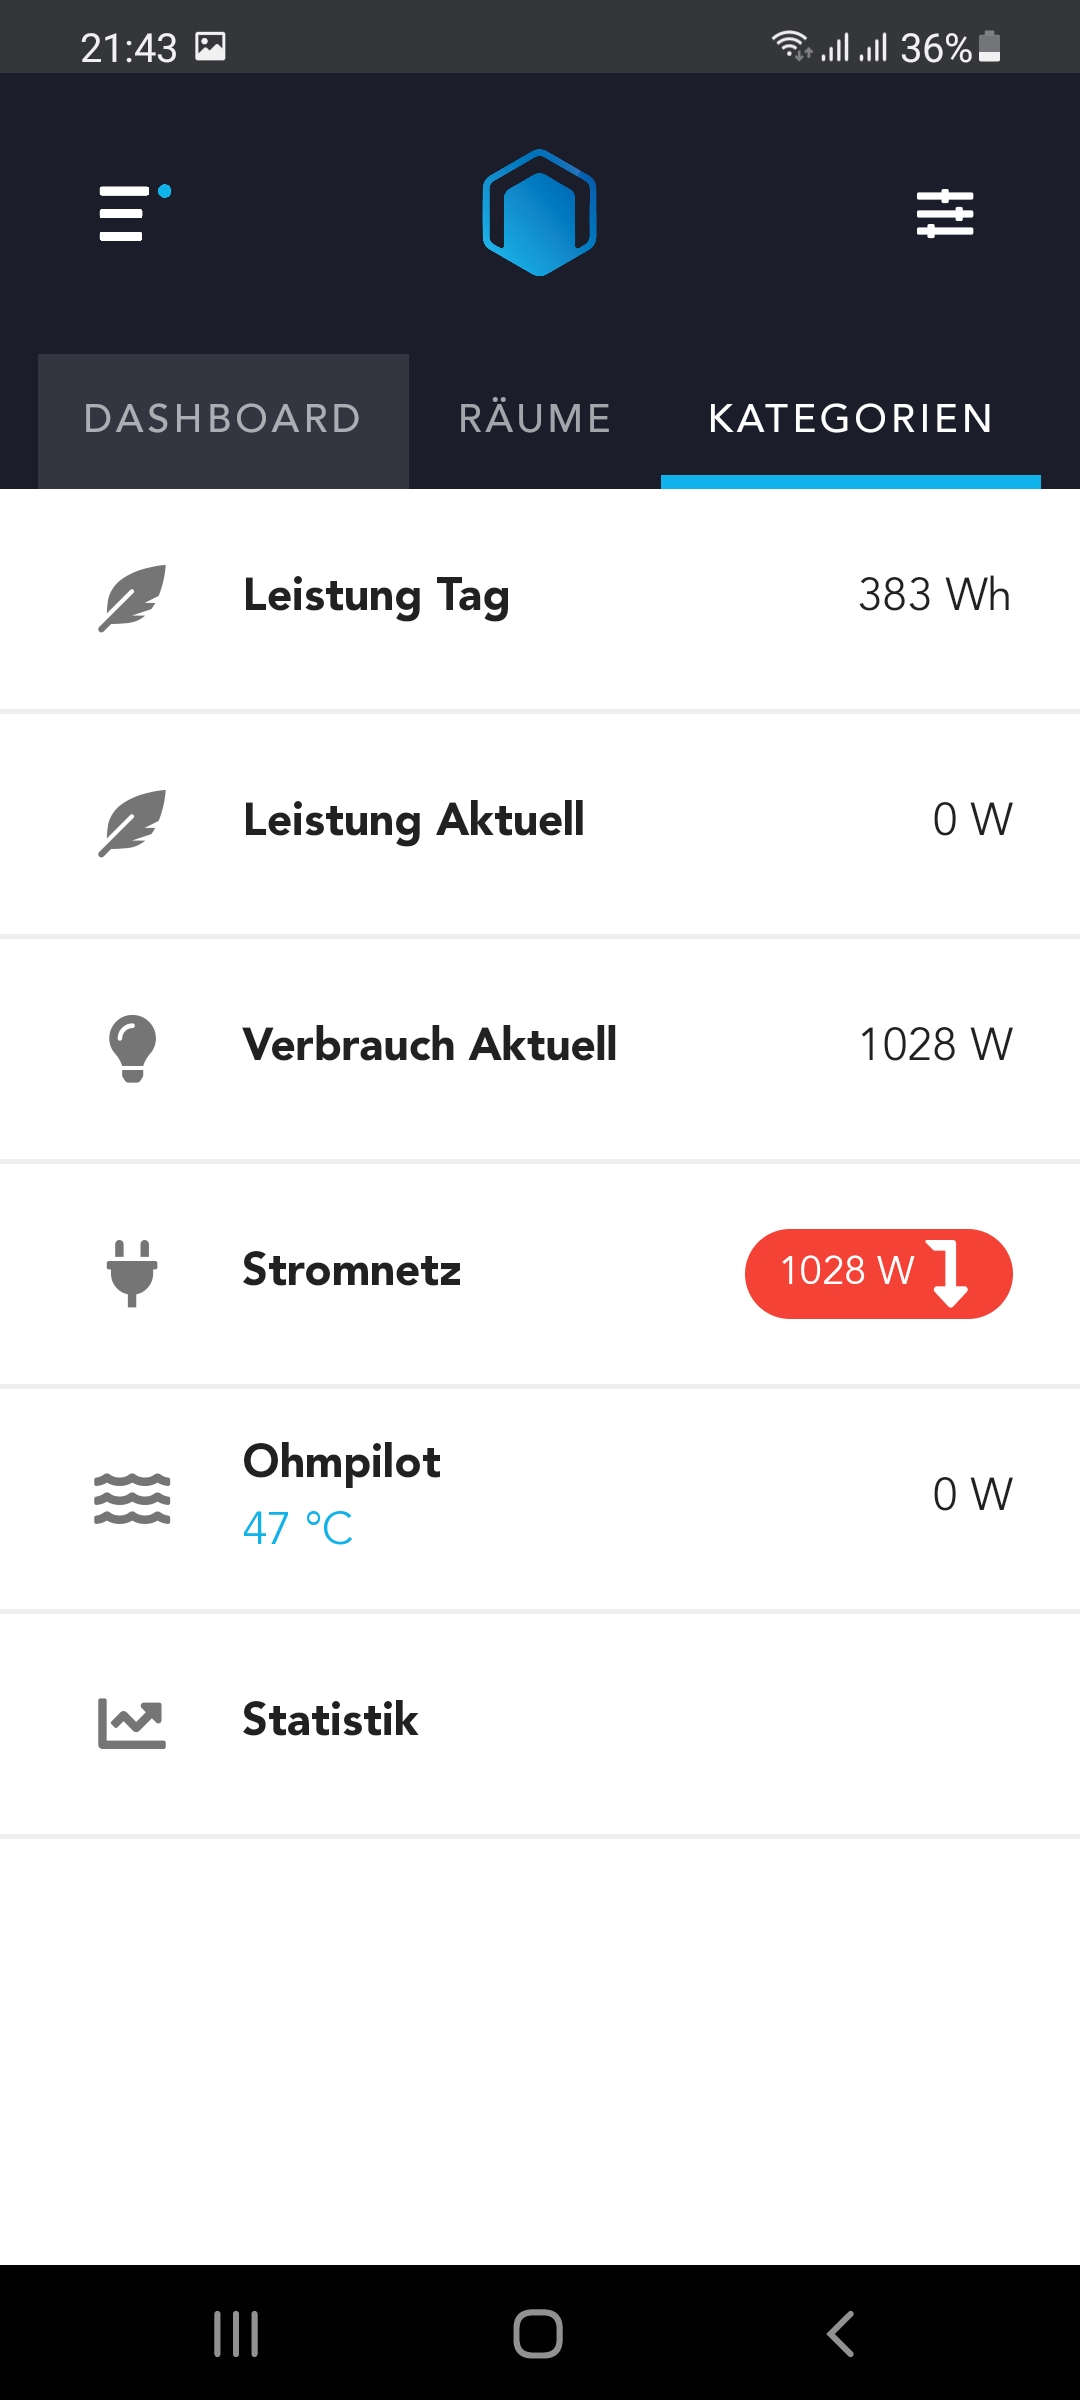 21:43 36%
DASHBOARD RÄUME KATEGORIEN
Leistung Tag 383 Wh
Leistung Aktuell 0 W
Verbrauch Aktuell 1028 W
Stromnetz 1028 W
Ohmpilot 0 W
47 °C
Statistik